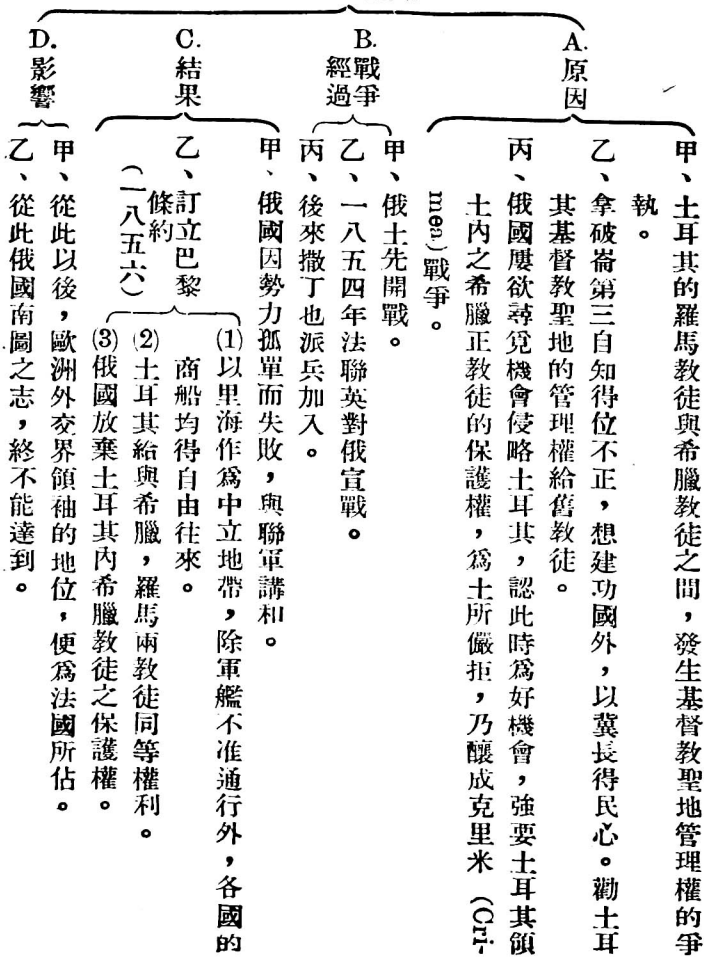 A.原因
甲、土耳其的羅馬教徒與希臘教徒之間，發生基督教聖地管理權的爭
執。
乙、拿破崙第三自知得位不正，想建功國外，以冀長得民心。勸土耳
其基督教聖地的管理權給舊教徒。
丙、俄國屢欲尋覓機會侵略土耳其，認此時爲好機會，強要土耳其領
土內之希臘正教徒的保護權，爲土所嚴拒，乃釀成克里米（Cri-
mea）戰爭。
B.戰爭
經過
甲、俄土先開戰。
乙、一八五四年法聯英對俄宣戰。
丙、後來撒丁也派兵加入。
C.結果
甲、俄國因勢力孤單而失敗，與聯軍講和。
乙、訂立巴黎
條約
（一八五六）
(1)以里海作爲中立地帶，除軍艦不准通行外，各國的
商船均得自由往來。
(2)土耳其給與希臘，羅馬兩教徒同等權利。
(3)俄國放棄土耳其內希臘教徒之保護權。
D.影響
甲、從此以後，歐洲外交界領袖的地位，便爲法國所佔。
乙、從此俄國南圖之志，終不能達到。